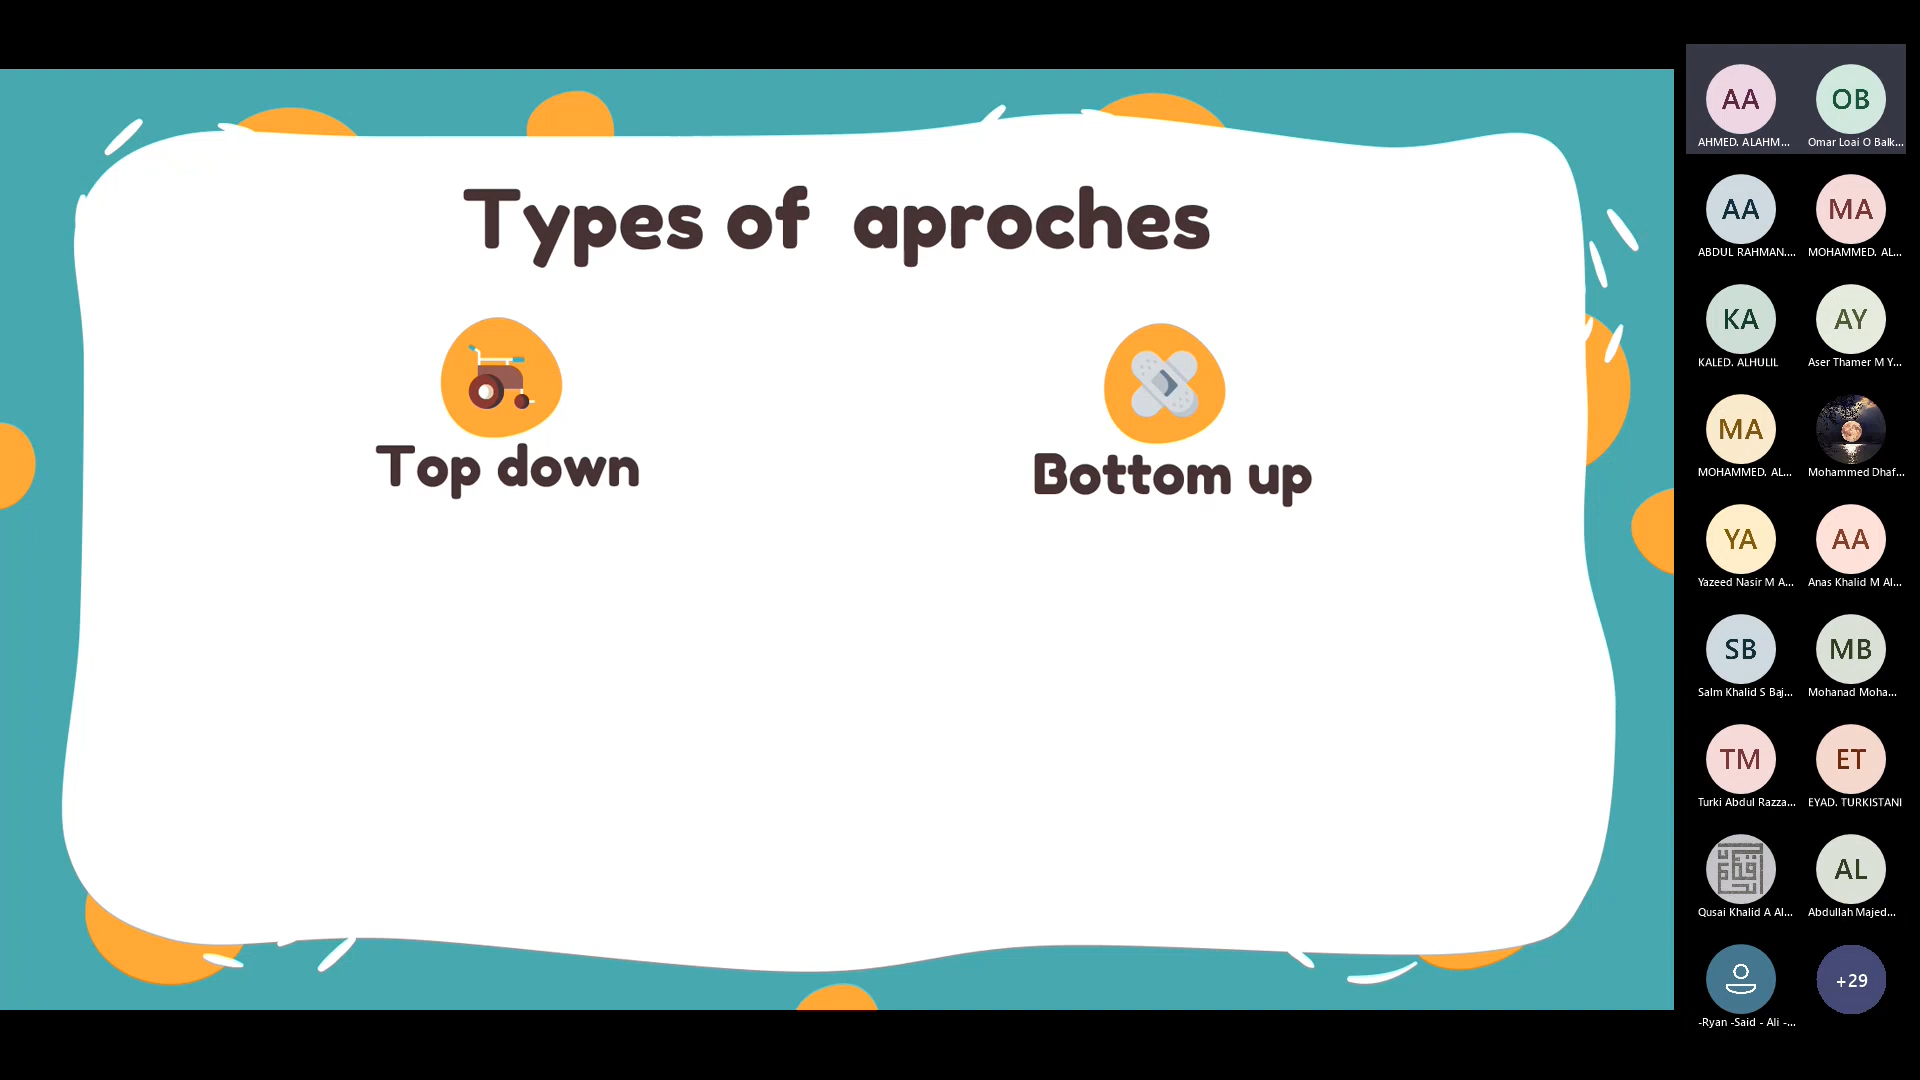 Types of aproches
Top down
Bottom up
AA
OB
AHMED. ALAHM...
Omar Loai O Balk...
AA
MA
ABDUL RAHMAN....
MOHAMMED. AL...
KA
AY
KALED. ALHULIL
Aser Thamer M Y...
MA
MOHAMMED. AL...
Mohammed Dhaf...
YA
AA
Yazeed Nasir M A...
Anas Khalid M Al...
SB
MB
Salm Khalid S Baj...
Mohanad Moha...
TM
ET
Turki Abdul Razza...
EYAD. TURKISTANI
AL
Qusai Khalid A Al...
Abdullah Majed...
+29
-Ryan -Said - Ali -...